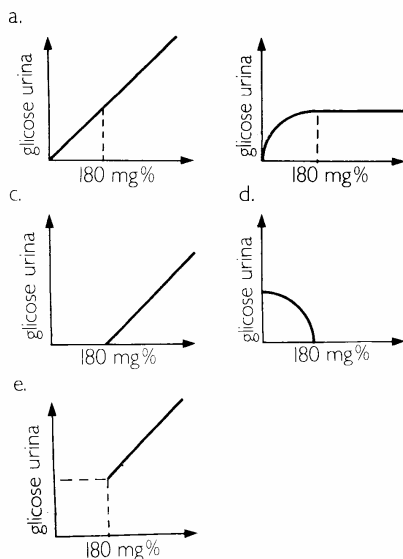 a.
glicose urina
180 mg%
glicose urina
180 mg%
c.
glicose urina
180 mg%
d.
glicose urina
180 mg%
e.
glicose urina
180 mg%